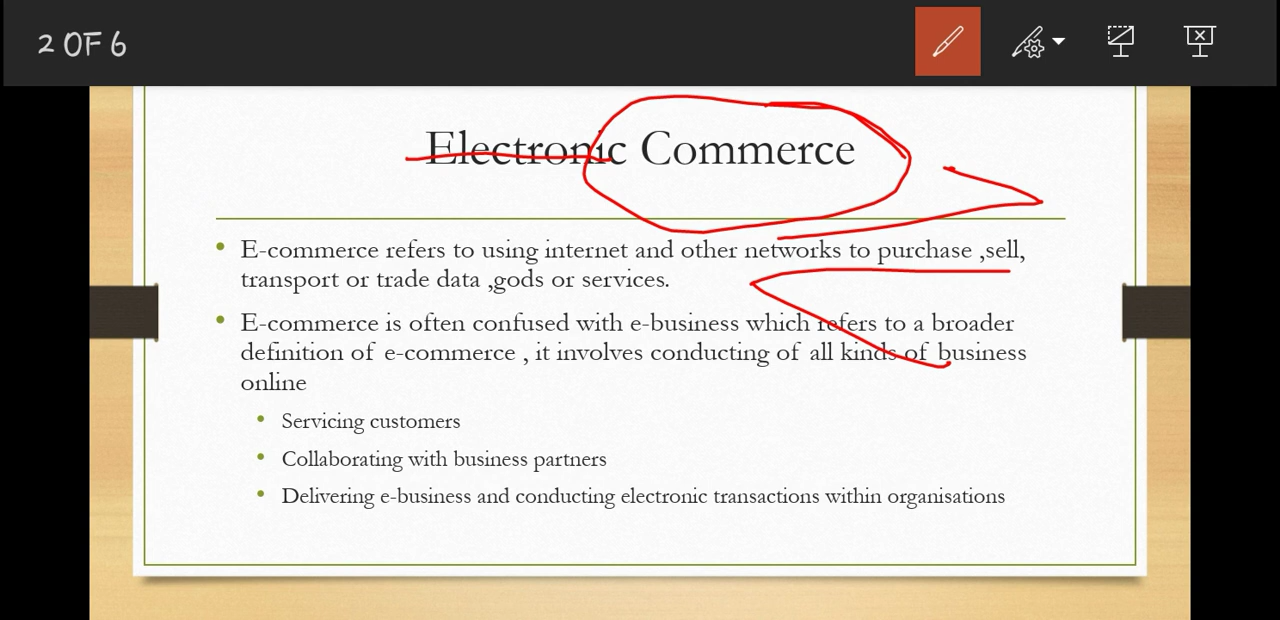 2 OF 6
Electronic Commerce
• E-commerce refers to using internet and other networks to purchase ,sell,
transport or trade data ,gods or services.
• E-commerce is often confused with e-business which refers to a broader
definition of e-commerce , it involves conducting of all kinds of business
online
• Servicing customers
• Collaborating with business partners
• Delivering e-business and conducting electronic transactions within organisations